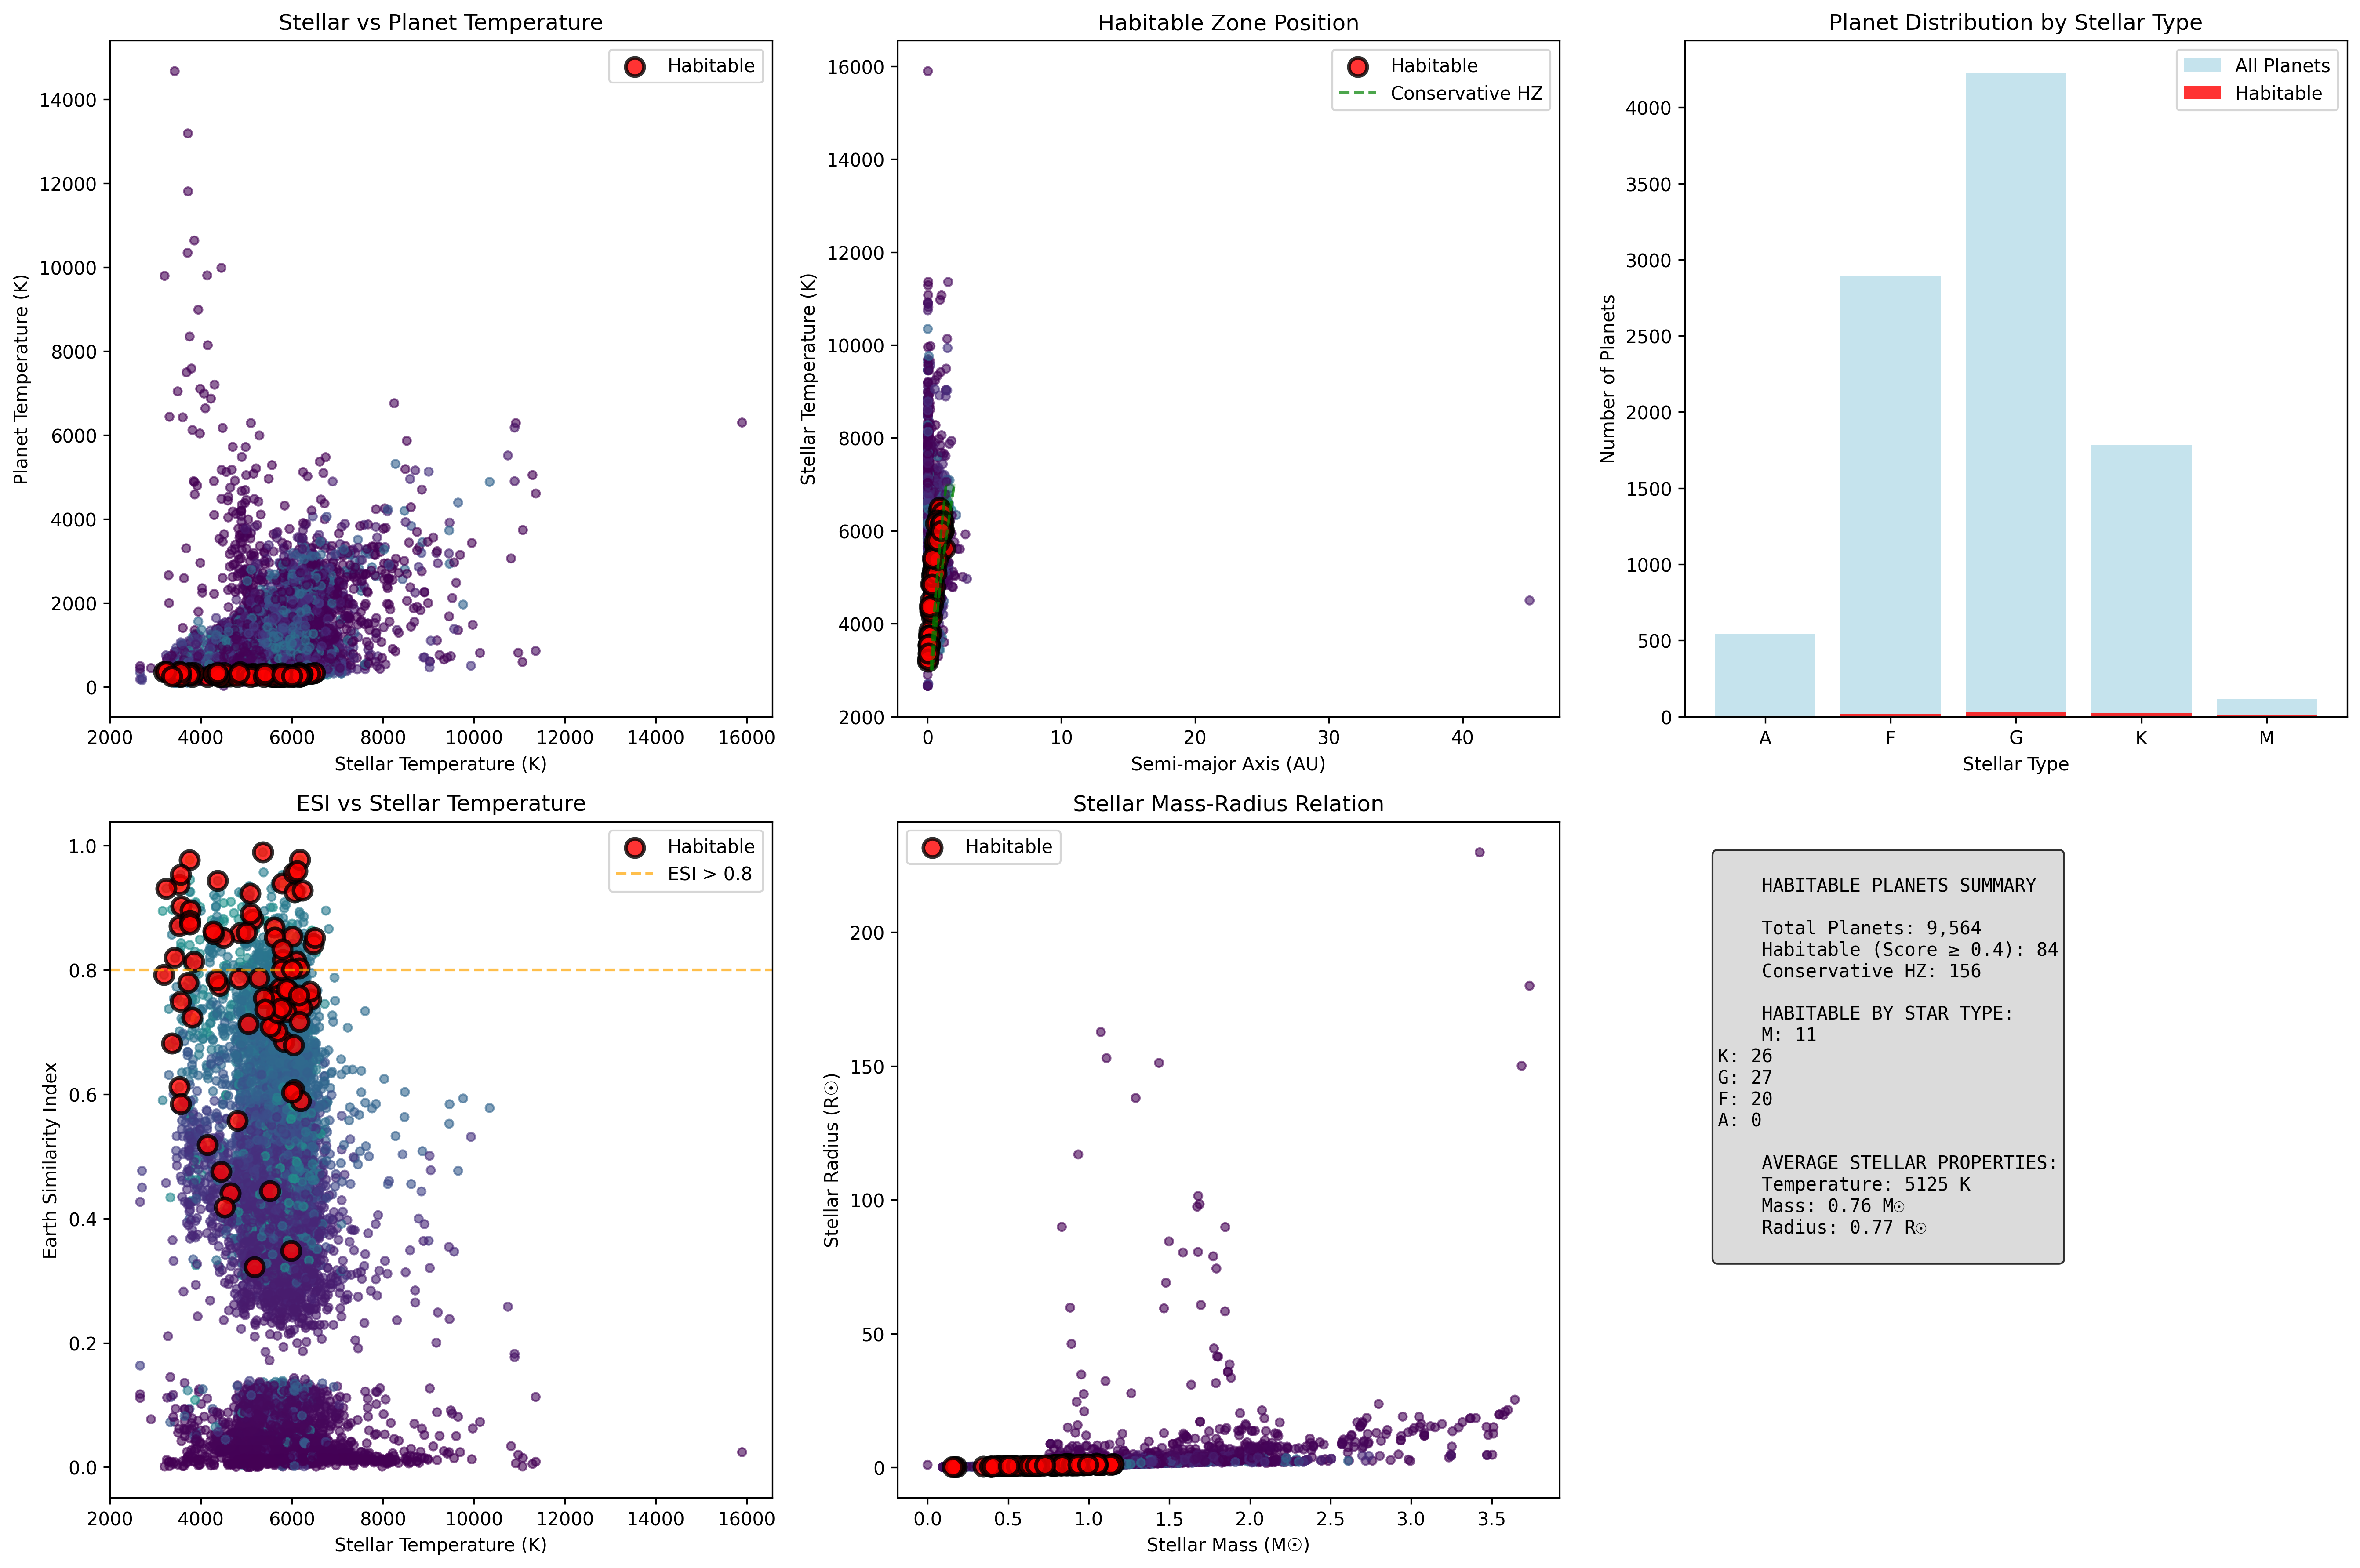 Stellar vs Planet Temperature
Habitable
Planet Temperature (K)
14000
12000
10000
8000
6000
4000
2000
0
2000 4000 6000 8000 10000 12000 14000 16000
Stellar Temperature (K)
Habitable Zone Position
Habitable
Conservative HZ
Stellar Temperature (K)
16000
14000
12000
10000
8000
6000
4000
2000
0 10 20 30 40
Semi-major Axis (AU)
Planet Distribution by Stellar Type
All Planets
Habitable
Number of Planets
4000
3500
3000
2500
2000
1500
1000
500
0
A F G K M
Stellar Type
ESI vs Stellar Temperature
Habitable
ESI > 0.8
Earth Similarity Index
1.0
0.8
0.6
0.4
0.2
0.0
2000 4000 6000 8000 10000 12000 14000 16000
Stellar Temperature (K)
Stellar Mass-Radius Relation
Habitable
Stellar Radius (R☉)
200
150
100
50
0
0.0 0.5 1.0 1.5 2.0 2.5 3.0 3.5
Stellar Mass (M☉)
HABITABLE PLANETS SUMMARY
Total Planets: 9,564
Habitable (Score ≥ 0.4): 84
Conservative HZ: 156
HABITABLE BY STAR TYPE:
M: 11
K: 26
G: 27
F: 20
A: 0
AVERAGE STELLAR PROPERTIES:
Temperature: 5125 K
Mass: 0.76 M☉
Radius: 0.77 R☉